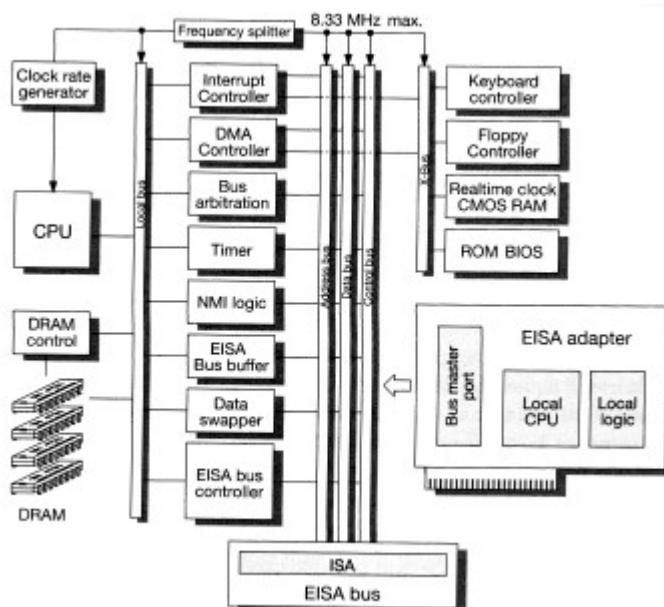 Frequency splitter
8.33 MHz max.
Clock rate
generator
Interrupt
Controller
Keyboard
controller
DMA
Controller
Floppy
Controller
Local bus
Bus
arbitration
X-Bus
Realtime clock
CMOS RAM
CPU
Timer
Address bus
Data bus
Control bus
ROM BIOS
NMI logic
DRAM
control
EISA
Bus buffer
EISA adapter
Bus master
port
Local
CPU
Local
logic
Data
swapper
EISA bus
controller
DRAM
ISA
EISA bus